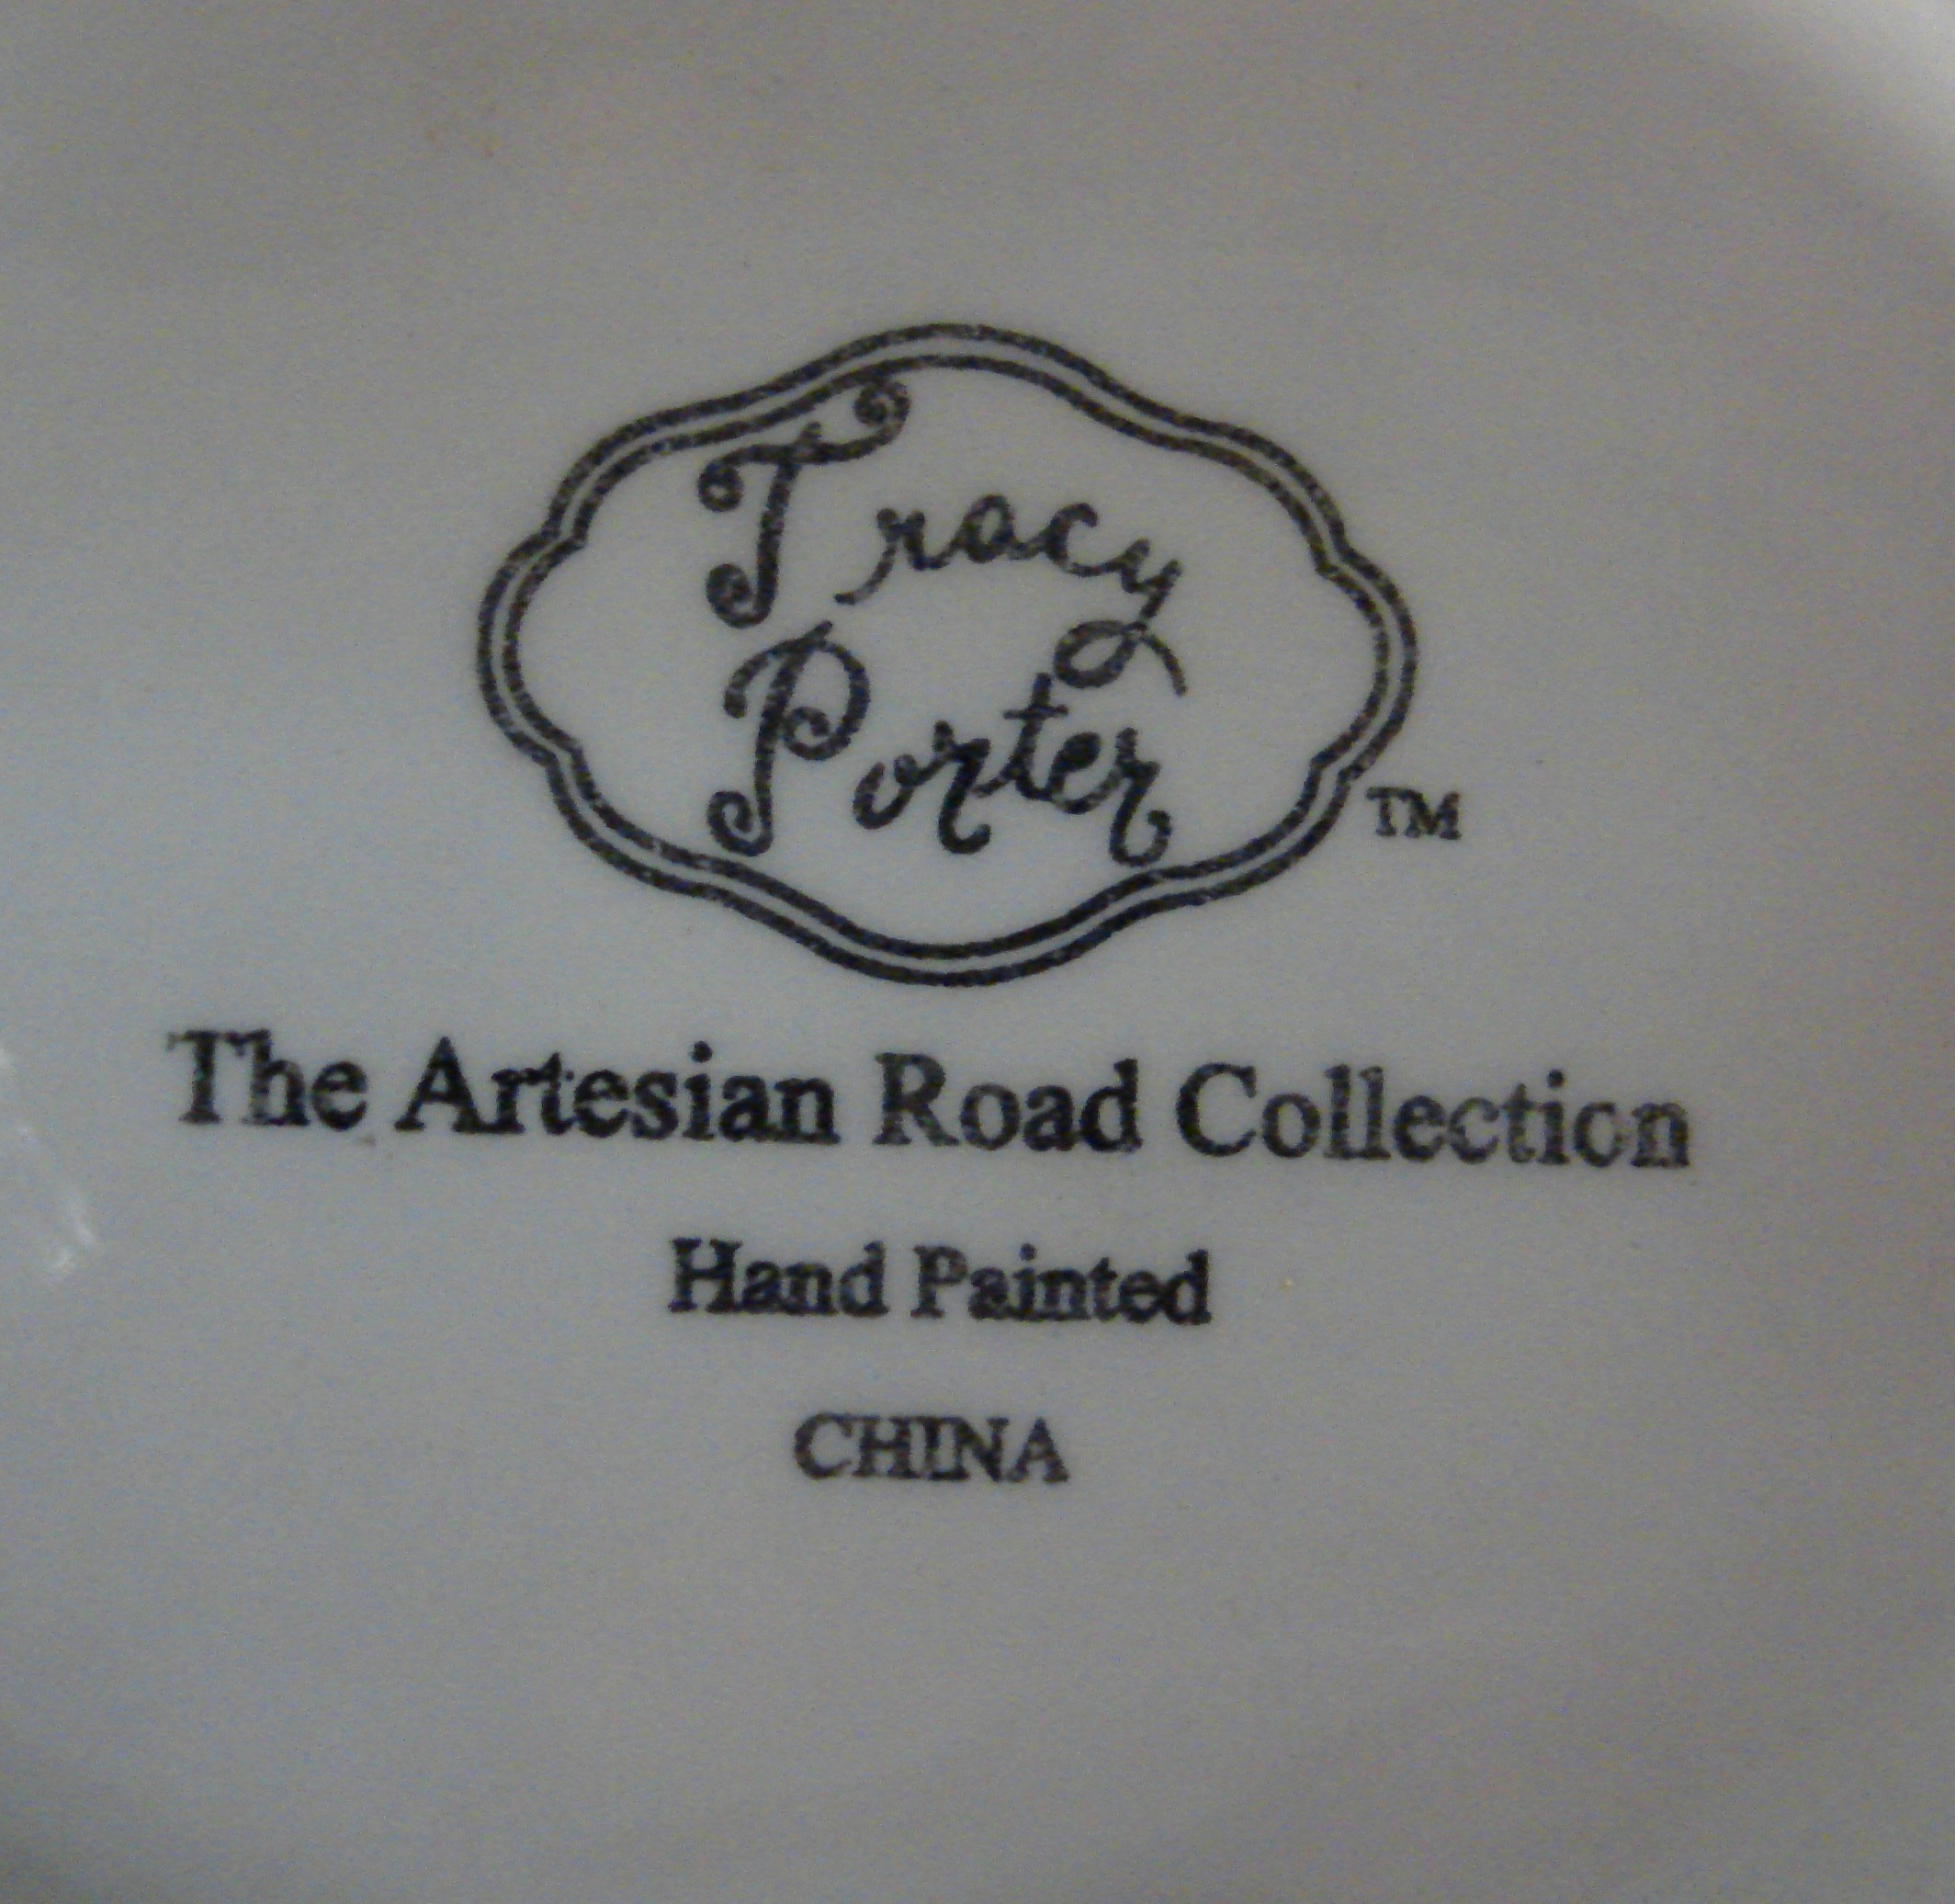 Tracy
Porter
TM
The Artesian Road Collection
Hand Painted
CHINA